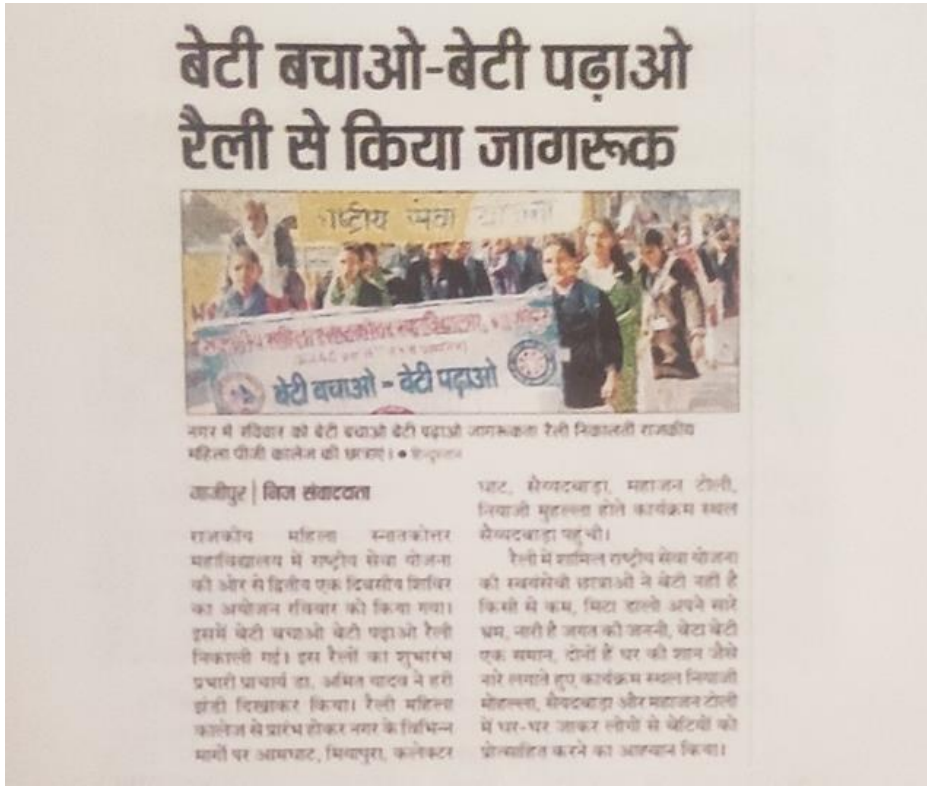 बेटी बचाओ-बेटी पढ़ाओ
रैली से किया जागरूक
राष्ट्रीय सेवा योजना
बेटी बचाओ - बेटी पढ़ाओ
नगर में रविवार को बेटी बचाओ बेटी पढ़ाओ जागरूकता रैली निकालतीं राजकीय
महिला पीजी कालेज की छात्राएं। ● हिन्दुस्तान
गाजीपुर | निज संवाददाता
राजकीय महिला स्नातकोत्तर
महाविद्यालय में राष्ट्रीय सेवा योजना
की ओर से द्वितीय एक दिवसीय शिविर
का अयोजन रविवार को किया गया।
इसमें बेटी बचाओ बेटी पढ़ाओ रैली
निकाली गई। इस रैली का शुभारंभ
प्रभारी प्राचार्य डा. अमित यादव ने हरी
झंडी दिखाकर किया। रैली महिला
कालेज से प्रारंभ होकर नगर के विभिन्न
मार्गों पर आमघाट, मियापुरा, कलेक्टर
घाट, सैय्यदबाड़ा, महाजन टोली,
नियाजी मुहल्ला होते कार्यक्रम स्थल
सैय्यदबाड़ा पहुंची।
रैली में शामिल राष्ट्रीय सेवा योजना
की स्वयंसेवी छात्राओं ने बेटी नहीं है
किसी से कम, मिटा डालो अपने सारे
भ्रम, नारी है जगत की जननी, बेटा बेटी
एक समान, दोनों हैं घर की शान जैसे
नारे लगाते हुए कार्यक्रम स्थल नियाजी
मोहल्ला, सैयदबाड़ा और महाजन टोली
में घर-घर जाकर लोगों से बेटियों को
प्रोत्साहित करने का आह्वान किया।